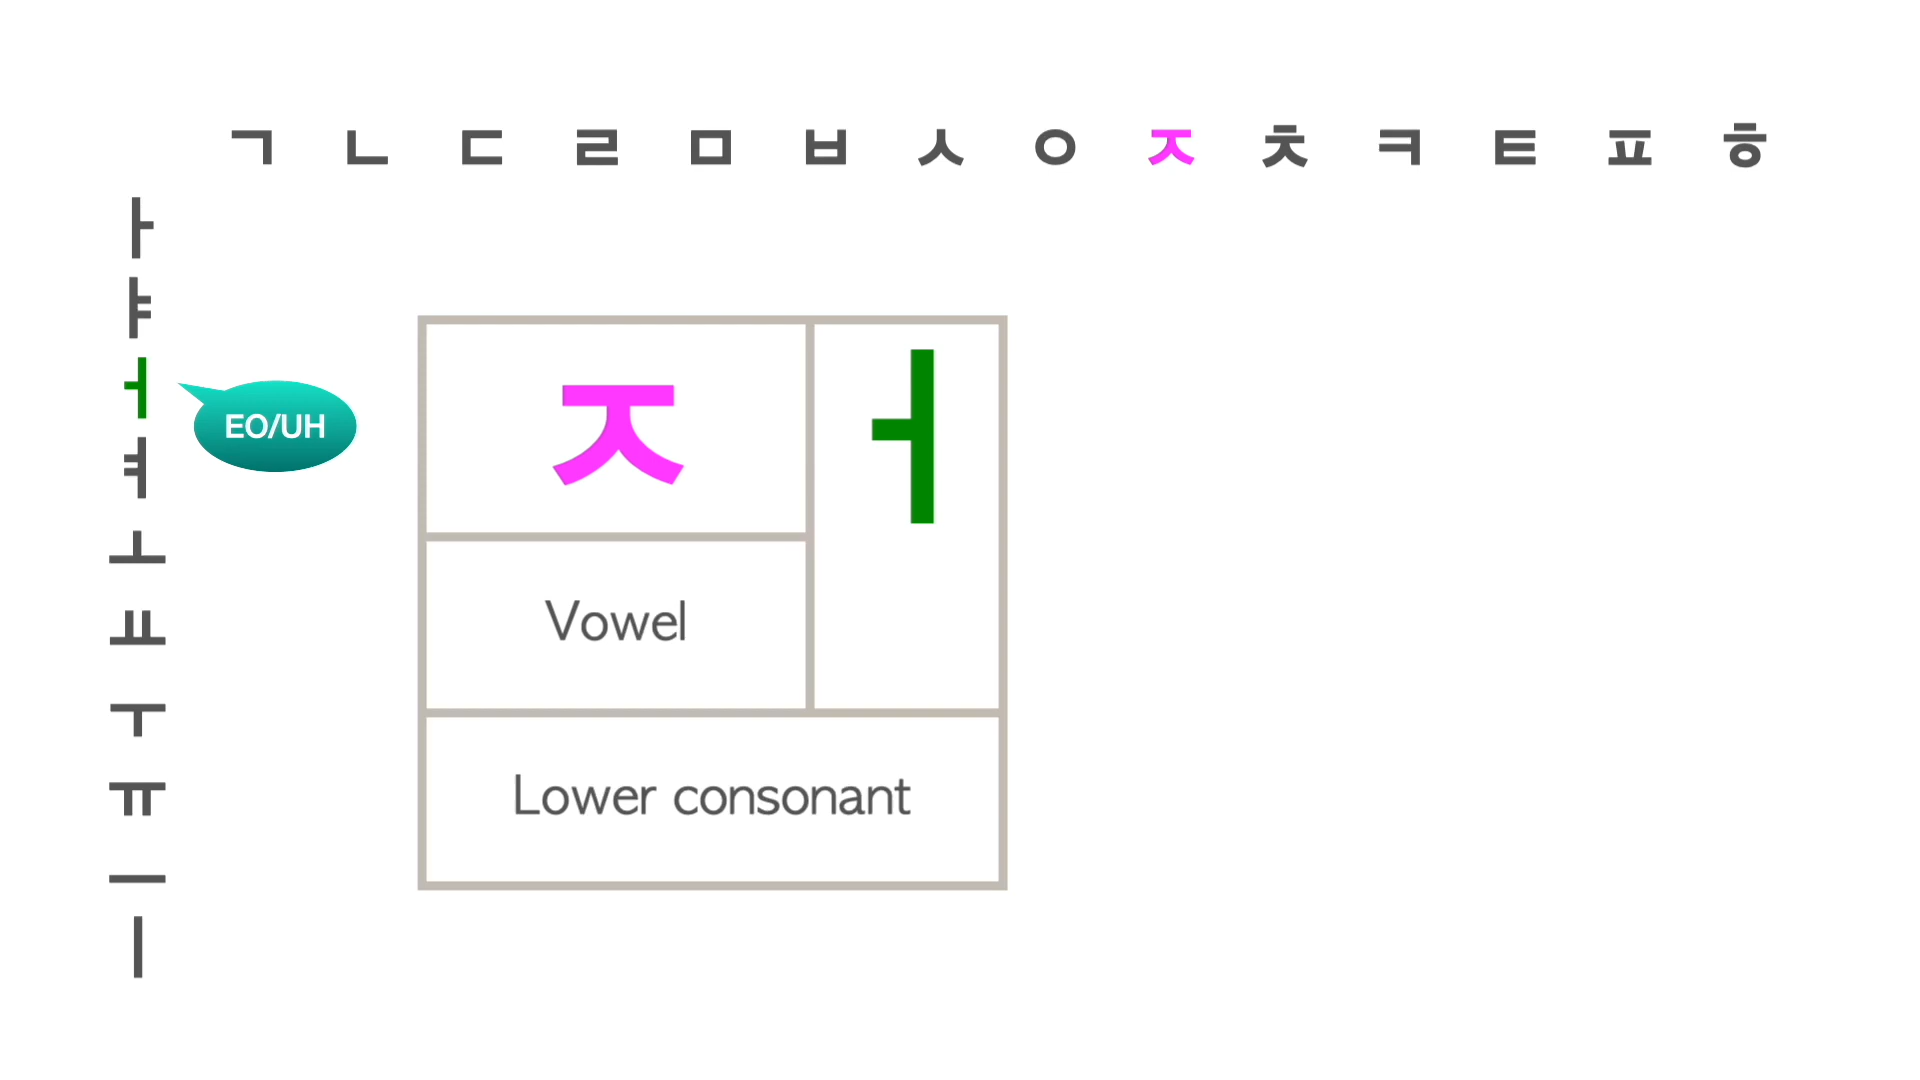 ㄱ ㄴ ㄷ ㄹ ㅁ ㅂ ㅅ ㅇ ㅈ ㅊ ㅋ ㅌ ㅍ ㅎ
ㅏ
ㅑ
ㅓ
EO/UH
ㅕ
ㅗ
ㅛ
ㅜ
ㅠ
ㅡ
ㅣ
ㅈ ㅓ
Vowel
Lower consonant